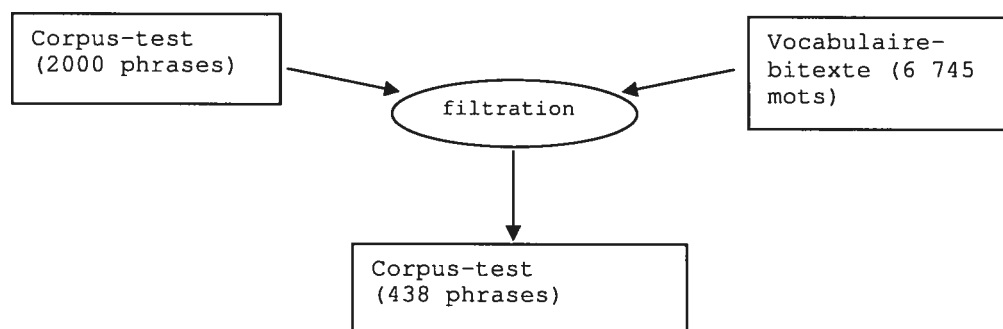 Corpus-test
(2000 phrases)
Vocabulaire-
bitexte (6 745
mots)
filtration
Corpus-test
(438 phrases)